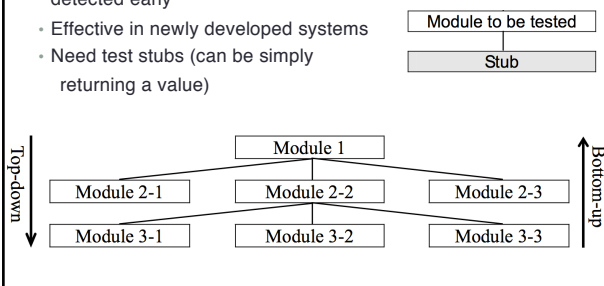 detected early
• Effective in newly developed systems
• Need test stubs (can be simply
returning a value)
Module to be tested
Stub
Top-down
Module 1
Module 2-1
Module 2-2
Module 2-3
Module 3-1
Module 3-2
Module 3-3
Bottom-up